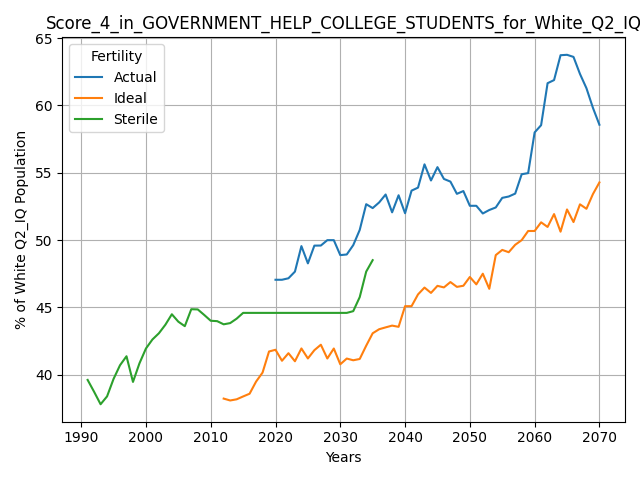 Score_4_in_GOVERNMENT_HELP_COLLEGE_STUDENTS_for_White_Q2_IQ
Fertility
Actual
Ideal
Sterile
% of White Q2_IQ Population
65
60
55
50
45
40
1990 2000 2010 2020 2030 2040 2050 2060 2070
Years